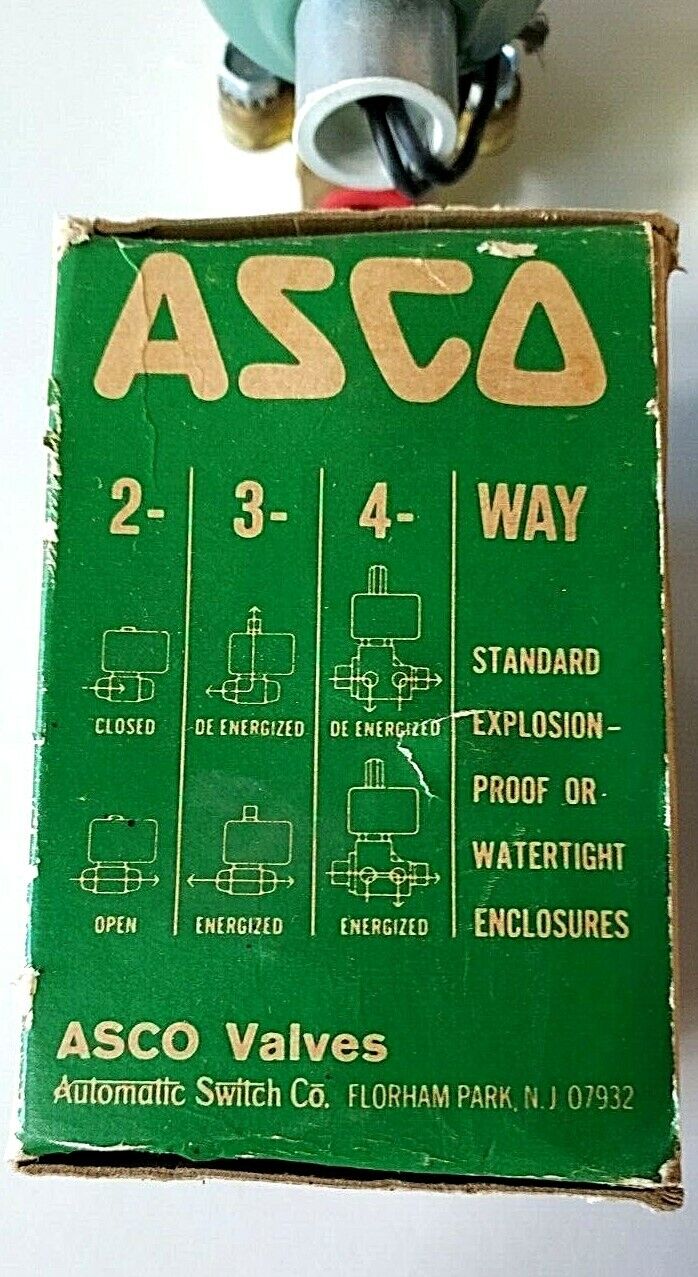 ASCO
2- 3- 4- WAY
CLOSED DE ENERGIZED DE ENERGIZED
OPEN ENERGIZED ENERGIZED
STANDARD
EXPLOSION-
PROOF OR
WATERTIGHT
ENCLOSURES
ASCO Valves
Automatic Switch Co. FLORHAM PARK, N.J 07932